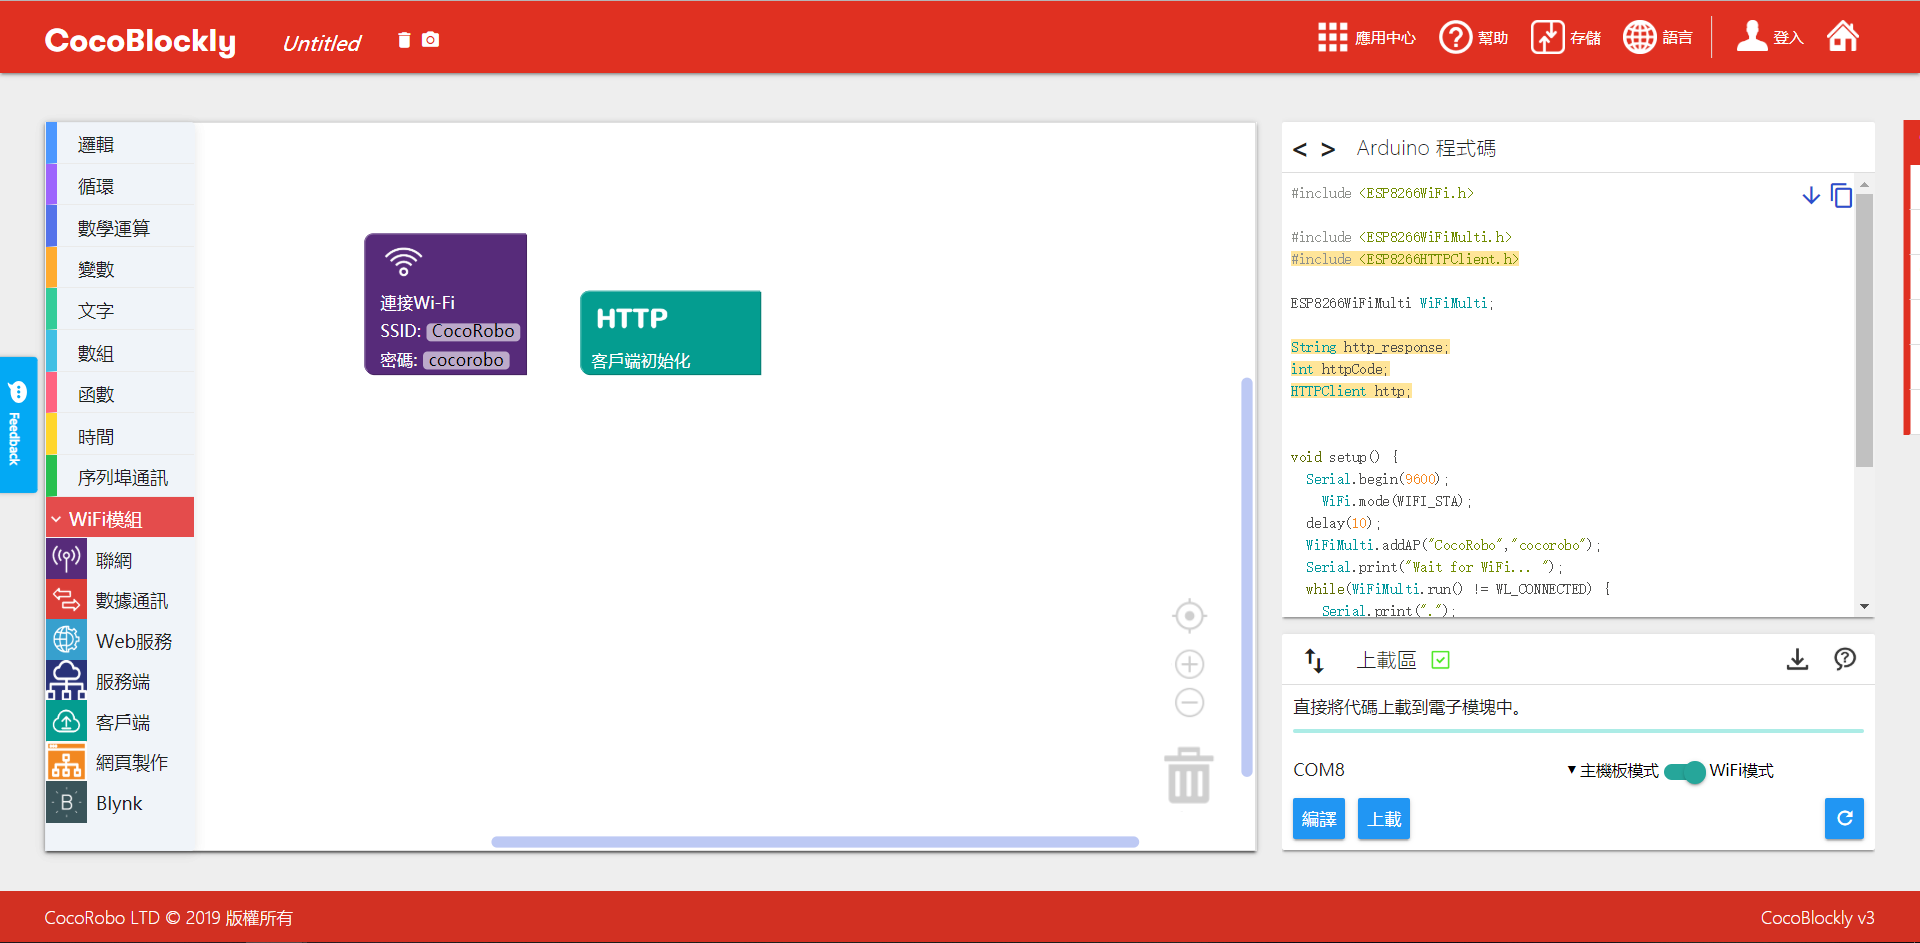 CocoBlockly
Untitled
應用中心
幫助
存儲
語言
登入
邏輯
循環
數學運算
變數
文字
數組
函數
時間
序列埠通訊
WiFi模組
聯網
數據通訊
Web服務
服務端
客戶端
網頁製作
B Blynk
Feedback
連接Wi-Fi
SSID: CocoRobo
密碼: cocorobo
HTTP
客戶端初始化
< > Arduino 程式碼
#include <ESP8266WiFi.h>
#include <ESP8266WiFiMulti.h>
#include <ESP8266HTTPClient.h>
ESP8266WiFiMulti WiFiMulti;
String http_response;
int httpCode;
HTTPClient http;
void setup() {
Serial.begin(9600);
WiFi.mode(WIFI_STA);
delay(10);
WiFiMulti.addAP("CocoRobo","cocorobo");
Serial.print("Wait for WiFi... ");
while(WiFiMulti.run() != WL_CONNECTED) {
Serial.print(".");
上載區
直接將代碼上載到電子模塊中。
COM8
主機板模式
WiFi模式
編譯
上載
CocoRobo LTD © 2019 版權所有
CocoBlockly v3